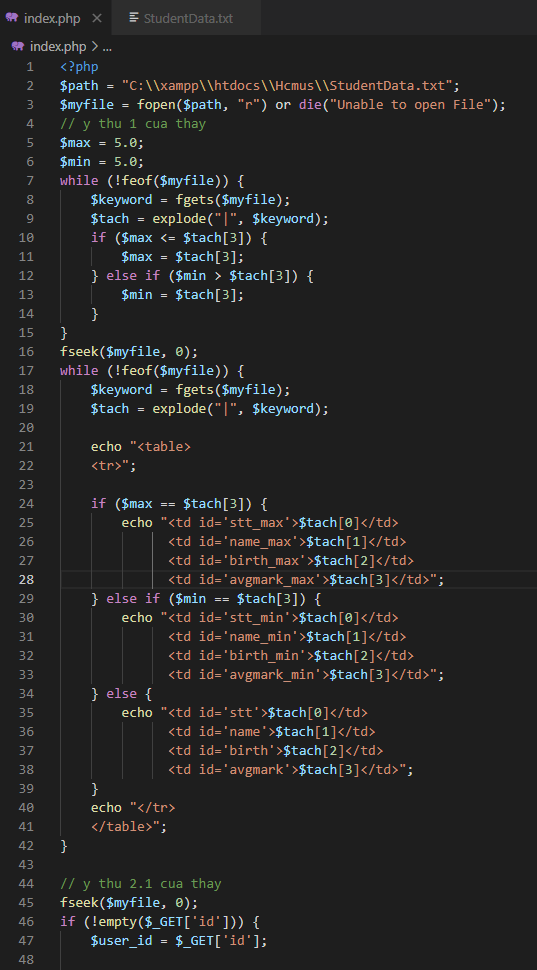 index.php
StudentData.txt
index.php > ...
1 <?php
2 $path = "C:\\xampp\\htdocs\\Hcmus\\StudentData.txt";
3 $myfile = fopen($path, "r") or die("Unable to open File");
4 // y thu 1 cua thay
5 $max = 5.0;
6 $min = 5.0;
7 while (!feof($myfile)) {
8     $keyword = fgets($myfile);
9     $tach = explode("|", $keyword);
10     if ($max <= $tach[3]) {
11         $max = $tach[3];
12     } else if ($min > $tach[3]) {
13         $min = $tach[3];
14     }
15 }
16 fseek($myfile, 0);
17 while (!feof($myfile)) {
18     $keyword = fgets($myfile);
19     $tach = explode("|", $keyword);
20
21     echo "<table>
22     <tr>";
23
24     if ($max == $tach[3]) {
25         echo "<td id='stt_max'>$tach[0]</td>
26               <td id='name_max'>$tach[1]</td>
27               <td id='birth_max'>$tach[2]</td>
28               <td id='avgmark_max'>$tach[3]</td>";
29     } else if ($min == $tach[3]) {
30         echo "<td id='stt_min'>$tach[0]</td>
31               <td id='name_min'>$tach[1]</td>
32               <td id='birth_min'>$tach[2]</td>
33               <td id='avgmark_min'>$tach[3]</td>";
34     } else {
35         echo "<td id='stt'>$tach[0]</td>
36               <td id='name'>$tach[1]</td>
37               <td id='birth'>$tach[2]</td>
38               <td id='avgmark'>$tach[3]</td>";
39     }
40     echo "</tr>
41     </table>";
42 }
43
44 // y thu 2.1 cua thay
45 fseek($myfile, 0);
46 if (!empty($_GET['id'])) {
47     $user_id = $_GET['id'];
48